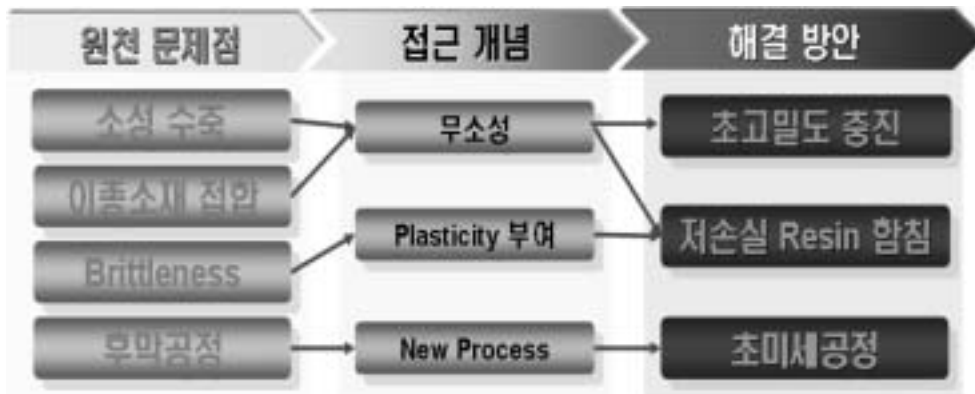 원천 문제점
접근 개념
해결 방안
소성 수축
이종소재 접합
Brittleness
후막공정
무소성
Plasticity 부여
New Process
초고밀도 충진
저손실 Resin 함침
초미세공정